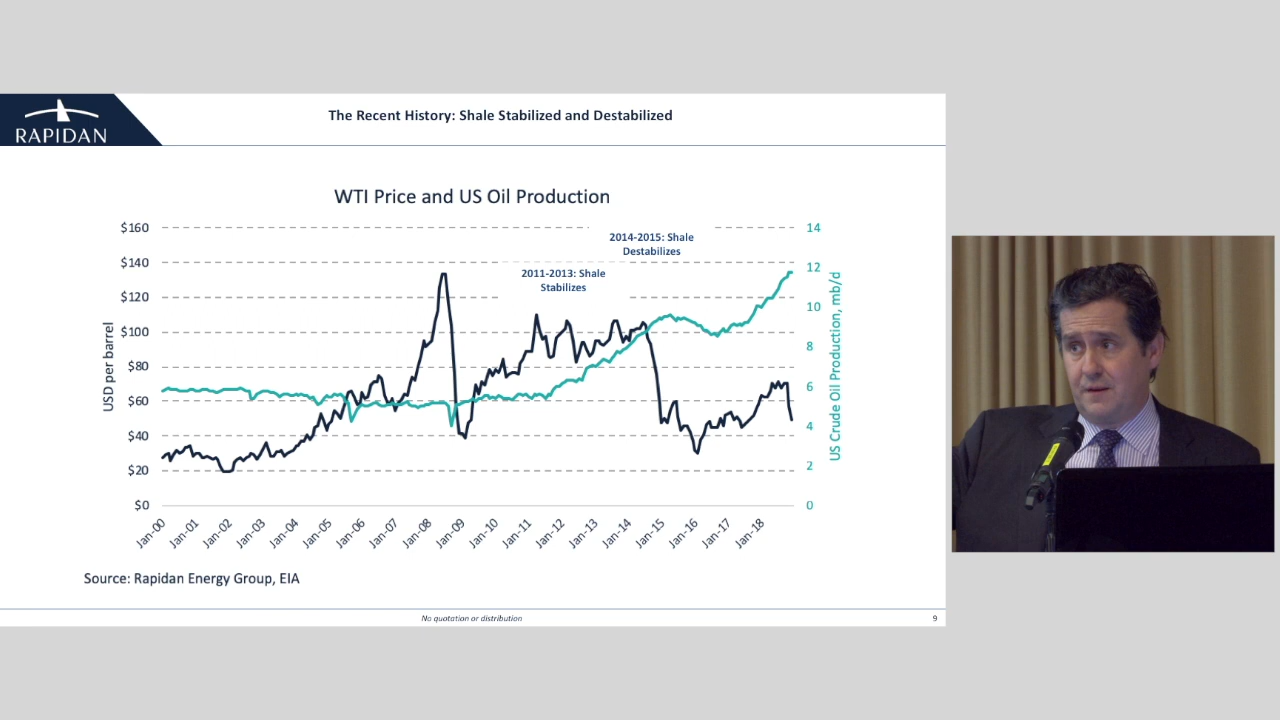 RAPIDAN
The Recent History: Shale Stabilized and Destabilized
WTI Price and US Oil Production
$160
$140
$120
$100
$80
$60
$40
$20
$0
USD per barrel
2014-2015: Shale
Destabilizes
2011-2013: Shale
Stabilizes
14
12
10
8
6
4
2
0
US Crude Oil Production, mb/d
Jan-00
Jan-01
Jan-02
Jan-03
Jan-04
Jan-05
Jan-06
Jan-07
Jan-08
Jan-09
Jan-10
Jan-11
Jan-12
Jan-13
Jan-14
Jan-15
Jan-16
Jan-17
Jan-18
Source: Rapidan Energy Group, EIA
No quotation or distribution
9